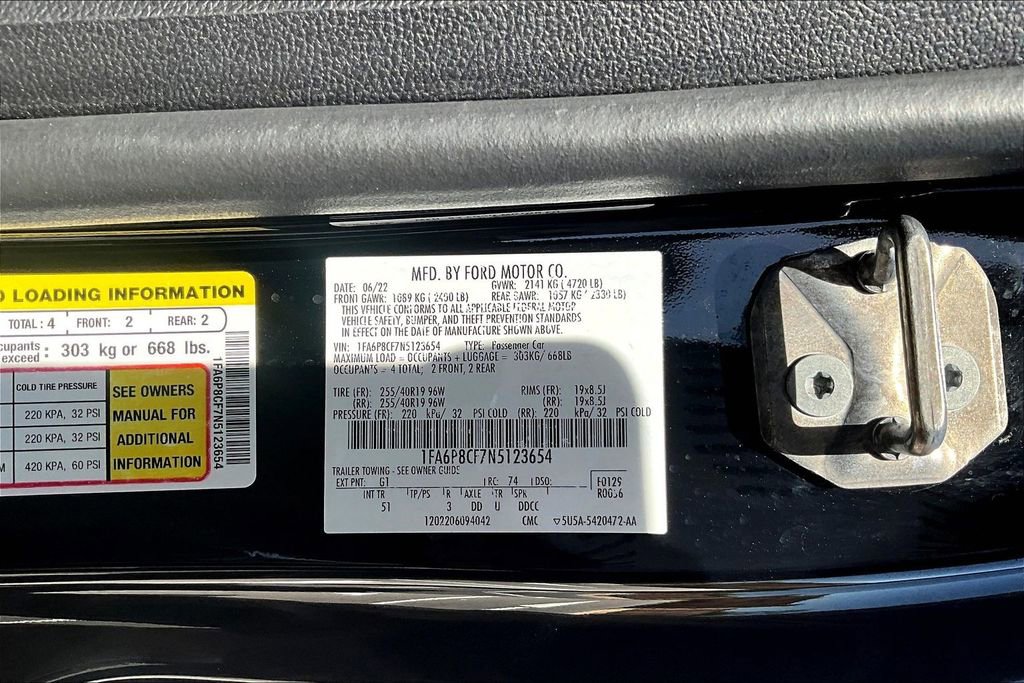 D LOADING INFORMATION
TOTAL: 4 FRONT: 2 REAR: 2
cupants
exceed : 303 kg or 668 lbs.
COLD TIRE PRESSURE
220 KPA, 32 PSI
220 KPA, 32 PSI
M 420 KPA, 60 PSI
SEE OWNERS
MANUAL FOR
ADDITIONAL
INFORMATION
1FA6P8CF7N5123654
MFD. BY FORD MOTOR CO.
DATE: 06/22 GVWR: 2141 KG ( 4720 LB)
FRONT GAWR: 1089 KG ( 2400 LB) REAR GAWR: 1057 KG ( 2330 LB)
THIS VEHICLE CONFORMS TO ALL APPLICABLE FEDERAL MOTOR
VEHICLE SAFETY, BUMPER, AND THEFT PREVENTION STANDARDS
IN EFFECT ON THE DATE OF MANUFACTURE SHOWN ABOVE.
VIN: 1FA6P8CF7N5123654 TYPE: Passenger Car
MAXIMUM LOAD = OCCUPANTS + LUGGAGE = 303KG/ 668LB
OCCUPANTS = 4 TOTAL; 2 FRONT, 2 REAR
TIRE (FR): 255/40R19 96W RIMS (FR): 19x8.5J
(RR): 255/40R19 96W (RR): 19x8.5J
PRESSURE (FR): 220 kPa/ 32 PSI COLD (RR): 220 kPa/ 32 PSI COLD
1FA6P8CF7N5123654
TRAILER TOWING - SEE OWNER GUIDE
EXT PNT: G1 RC: 74 DSO: F0129
INT TR TP/PS R AXLE TR SPR R0056
51 3 DD U DDCC
1202206094042 CMC ▽5U5A-5420472-AA